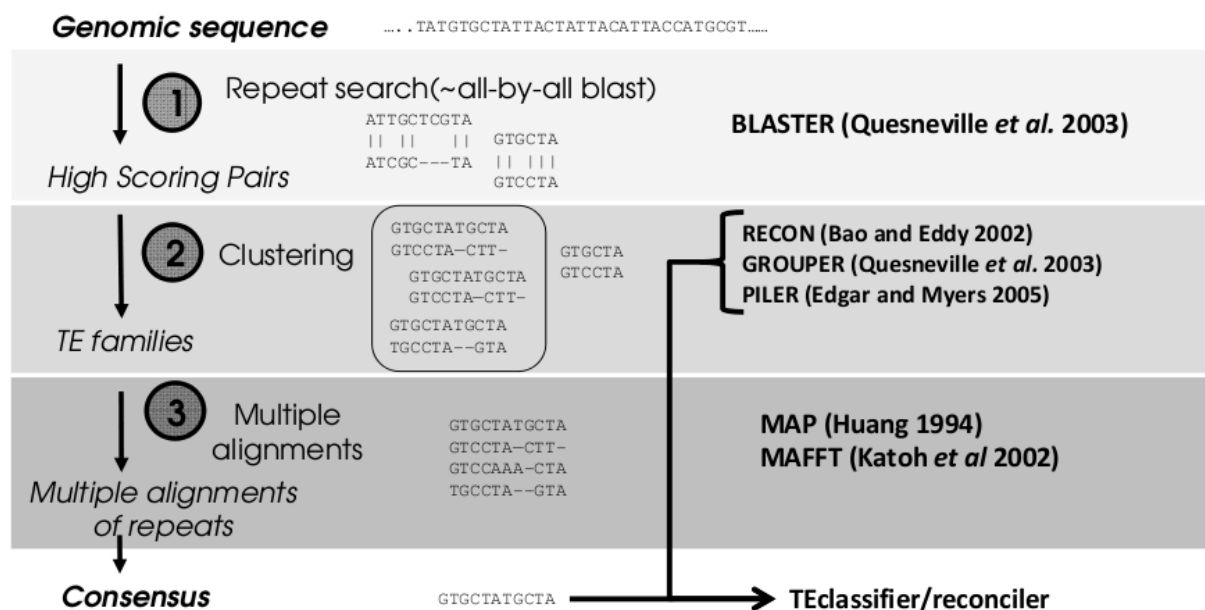 Genomic sequence
…..TATGTGCTATTACTATTACATTACCATGCGT……
1
Repeat search(~all-by-all blast)
ATTGCTCGTA
|| || ||
ATCGC---TA
GTGCTA
|| |||
GTCCTA
BLASTER (Quesneville et al. 2003)
High Scoring Pairs
2
Clustering
GTGCTATGCTA
GTCCTA—CTT-
GTGCTATGCTA
GTCCTA—CTT-
GTGCTATGCTA
TGCCTA--GTA
GTGCTA
GTCCTA
RECON (Bao and Eddy 2002)
GROUPER (Quesneville et al. 2003)
PILER (Edgar and Myers 2005)
TE families
3
Multiple
alignments
GTGCTATGCTA
GTCCTA—CTT-
GTCCAAA-CTA
TGCCTA--GTA
MAP (Huang 1994)
MAFFT (Katoh et al 2002)
Multiple alignments
of repeats
Consensus
GTGCTATGCTA
TEclassifier/reconciler